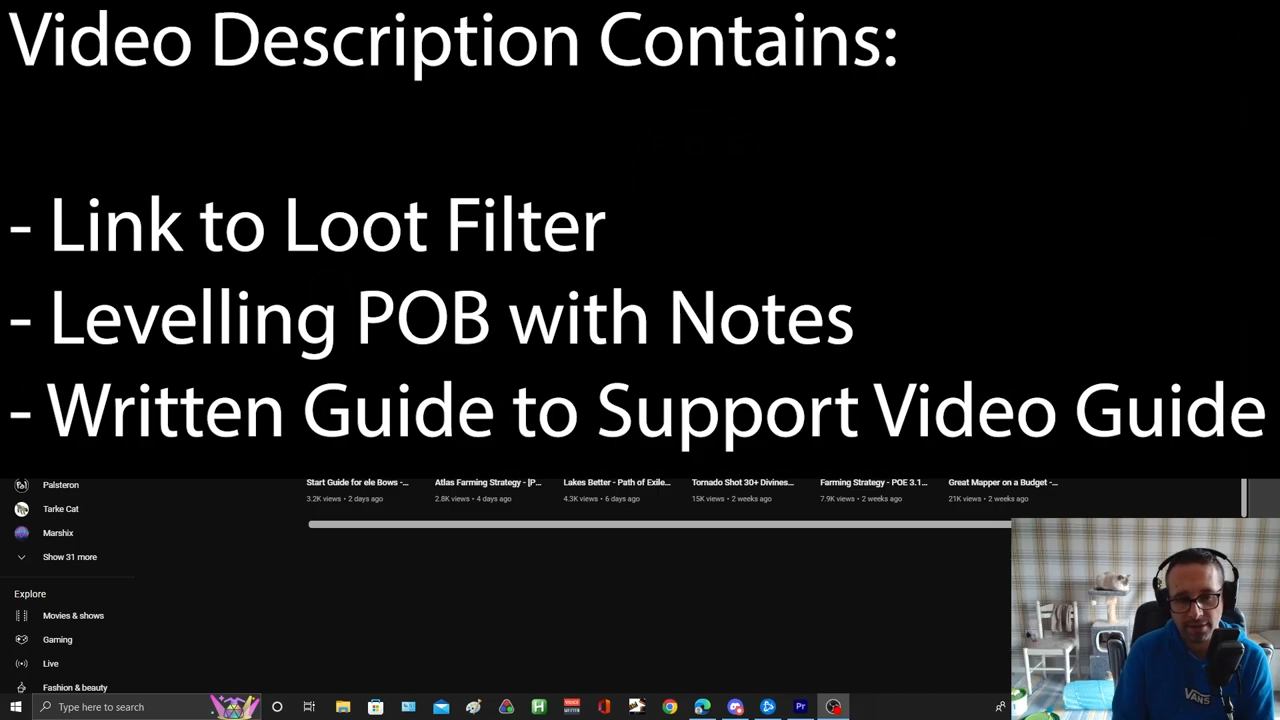 Video Description Contains:
- Link to Loot Filter
- Levelling POB with Notes
- Written Guide to Support Video Guide
Palsteron
Tarke Cat
Marshix
Show 31 more
Start Guide for ele Bows -...
3.2K views • 2 days ago
Atlas Farming Strategy - [P...
2.8K views • 4 days ago
Lakes Better - Path of Exile...
4.3K views • 6 days ago
Tornado Shot 30+ Divines...
15K views • 2 weeks ago
Farming Strategy - POE 3.1...
7.9K views • 2 weeks ago
Great Mapper on a Budget -...
21K views • 2 weeks ago
Explore
Movies & shows
Gaming
Live
Fashion & beauty
Type here to search
Pr
VANS